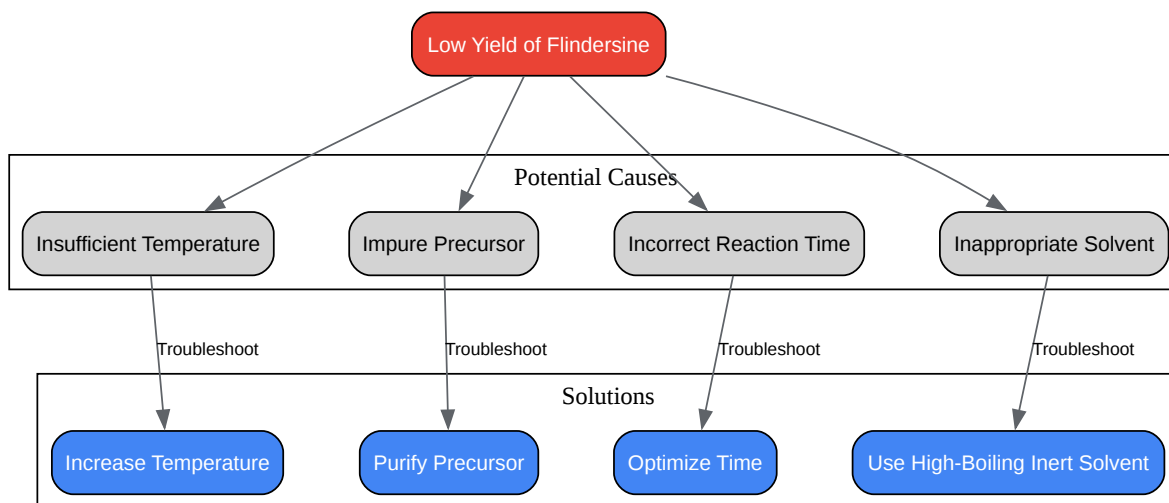 Low Yield of Flindersine
Potential Causes
Insufficient Temperature
Impure Precursor
Incorrect Reaction Time
Inappropriate Solvent
Troubleshoot
Troubleshoot
Troubleshoot
Troubleshoot
Solutions
Increase Temperature
Purify Precursor
Optimize Time
Use High-Boiling Inert Solvent